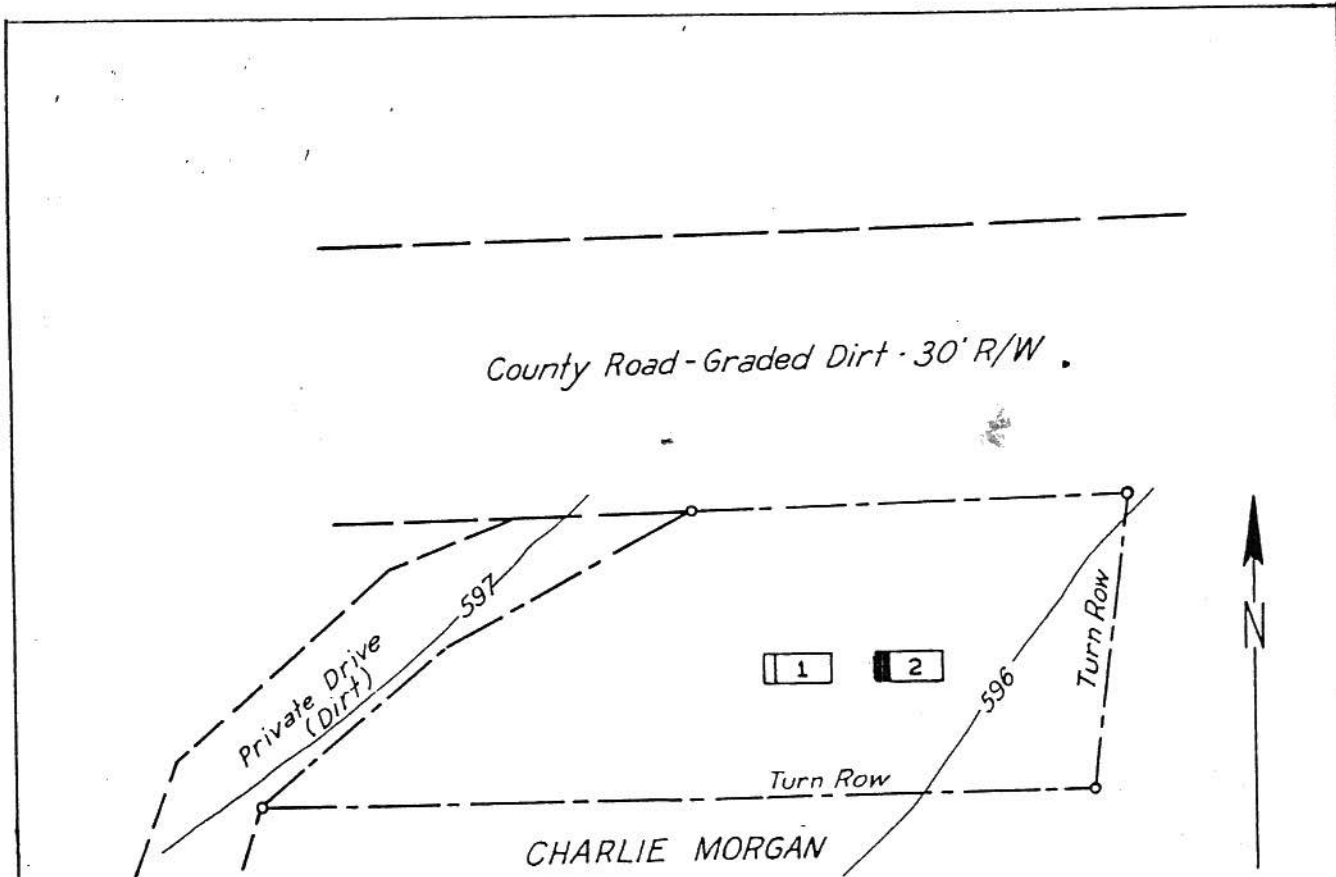 County Road - Graded Dirt · 30' R/W
597
Private Drive
(Dirt)
1
2
596
Turn Row
Turn Row
CHARLIE MORGAN
N